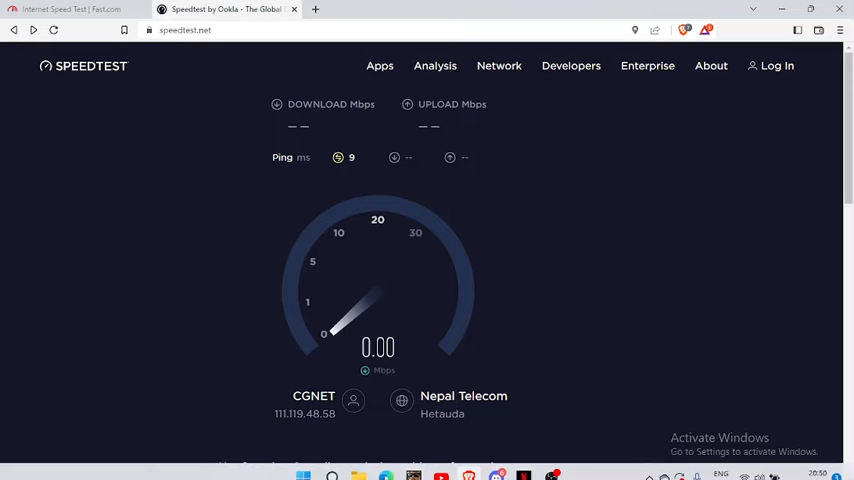 Internet Speed Test | Fast.com
Speedtest by Ookla - The Global
speedtest.net
SPEEDTEST
Apps
Analysis
Network
Developers
Enterprise
About
Log In
DOWNLOAD Mbps
UPLOAD Mbps
— —
— —
Ping ms
9
--
--
0
1
5
10
20
30
0.00
Mbps
CGNET
111.119.48.58
Nepal Telecom
Hetauda
Activate Windows
Go to Settings to activate Windows.
ENG
20:50